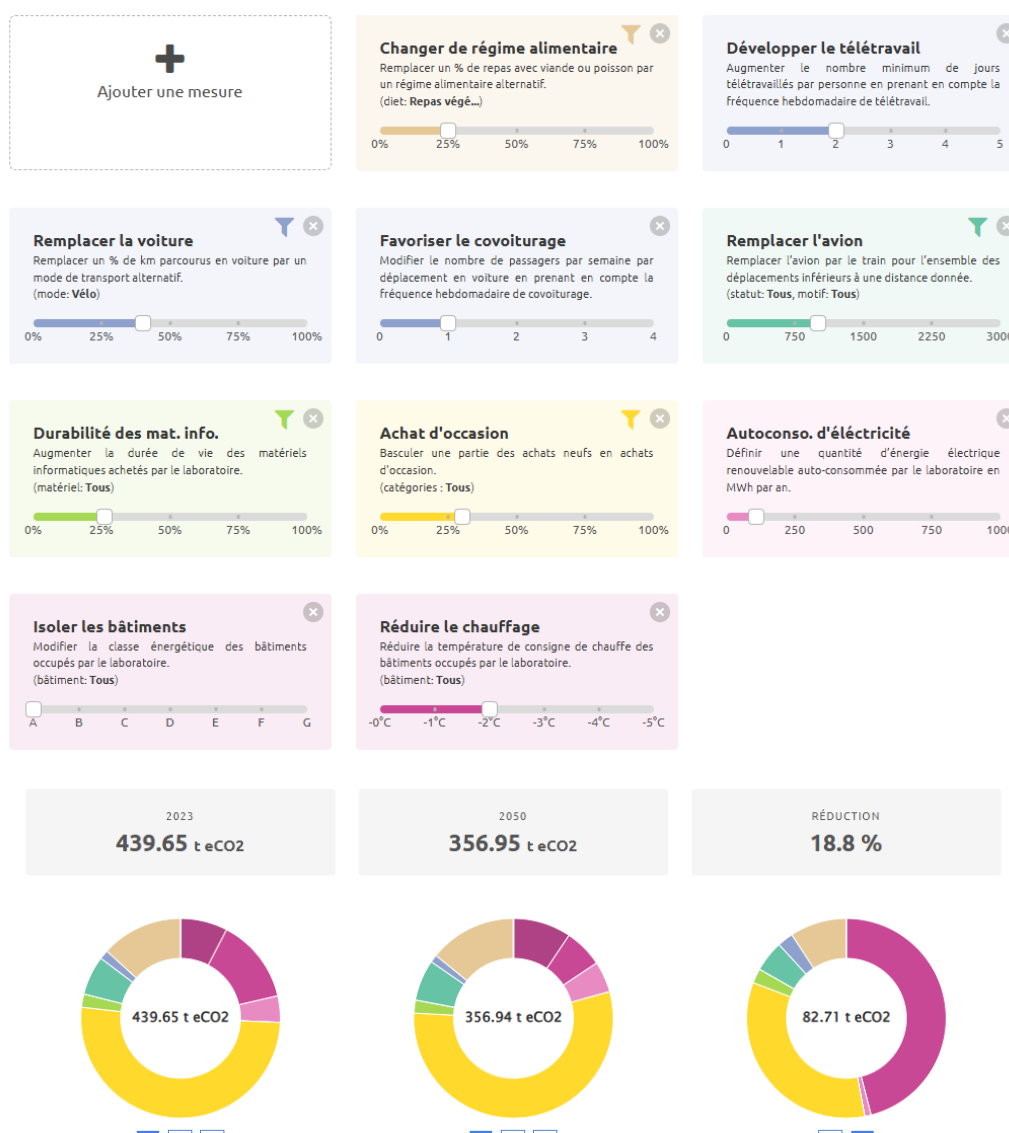 Ajouter une mesure
Changer de régime alimentaire
Remplacer un % de repas avec viande ou poisson par
un régime alimentaire alternatif.
(diet: Repas végé...)
0% 25% 50% 75% 100%
Développer le télétravail
Augmenter le nombre minimum de jours
télétravaillés par personne en prenant en compte la
fréquence hebdomadaire de télétravail.
0 1 2 3 4 5
Remplacer la voiture
Remplacer un % de km parcourus en voiture par un
mode de transport alternatif.
(mode: Vélo)
0% 25% 50% 75% 100%
Favoriser le covoiturage
Modifier le nombre de passagers par semaine par
déplacement en voiture en prenant en compte la
fréquence hebdomadaire de covoiturage.
0 1 2 3 4
Remplacer l'avion
Remplacer l'avion par le train pour l'ensemble des
déplacements inférieurs à une distance donnée.
(statut: Tous, motif: Tous)
0 750 1500 2250 3000
Durabilité des mat. info.
Augmenter la durée de vie des matériels
informatiques achetés par le laboratoire.
(matériel: Tous)
0% 25% 50% 75% 100%
Achat d'occasion
Basculer une partie des achats neufs en achats
d'occasion.
(catégories : Tous)
0% 25% 50% 75% 100%
Autoconso. d'éléctricité
Définir une quantité d'énergie électrique
renouvelable auto-consommée par le laboratoire en
MWh par an.
0 250 500 750 1000
Isoler les bâtiments
Modifier la classe énergétique des bâtiments
occupés par le laboratoire.
(bâtiment: Tous)
A B C D E F G
Réduire le chauffage
Réduire la température de consigne de chauffe des
bâtiments occupés par le laboratoire.
(bâtiment: Tous)
-0°C -1°C -2°C -3°C -4°C -5°C
2023
439.65 t eCO2
2050
356.95 t eCO2
RÉDUCTION
18.8 %
439.65 t eCO2
356.94 t eCO2
82.71 t eCO2